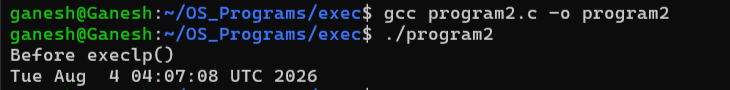 ganesh@Ganesh:~/OS_Programs/exec$ gcc program2.c -o program2
ganesh@Ganesh:~/OS_Programs/exec$ ./program2
Before execlp()
Tue Aug  4 04:07:08 UTC 2026